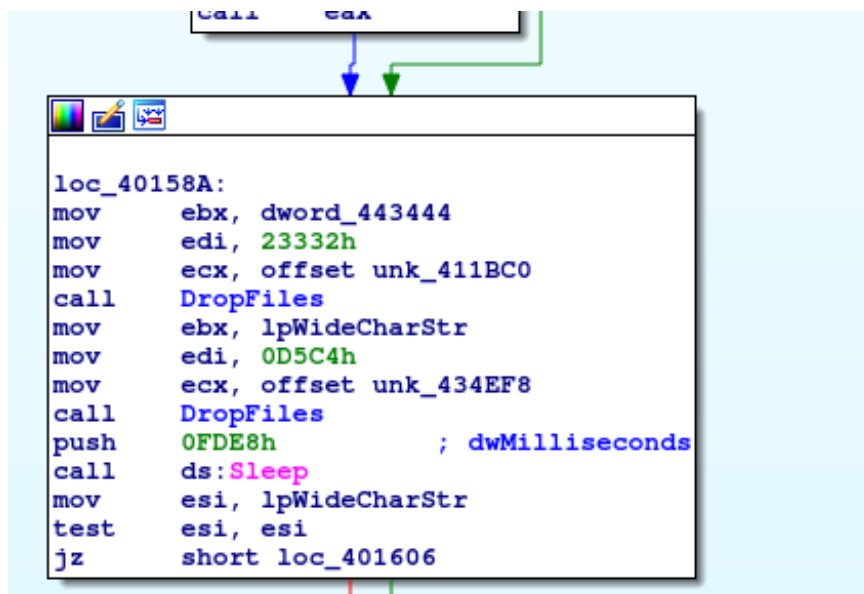 call eax
loc_40158A:
mov ebx, dword_443444
mov edi, 23332h
mov ecx, offset unk_411BC0
call DropFiles
mov ebx, lpWideCharStr
mov edi, 0D5C4h
mov ecx, offset unk_434EF8
call DropFiles
push 0FDE8h ; dwMilliseconds
call ds:Sleep
mov esi, lpWideCharStr
test esi, esi
jz short loc_401606